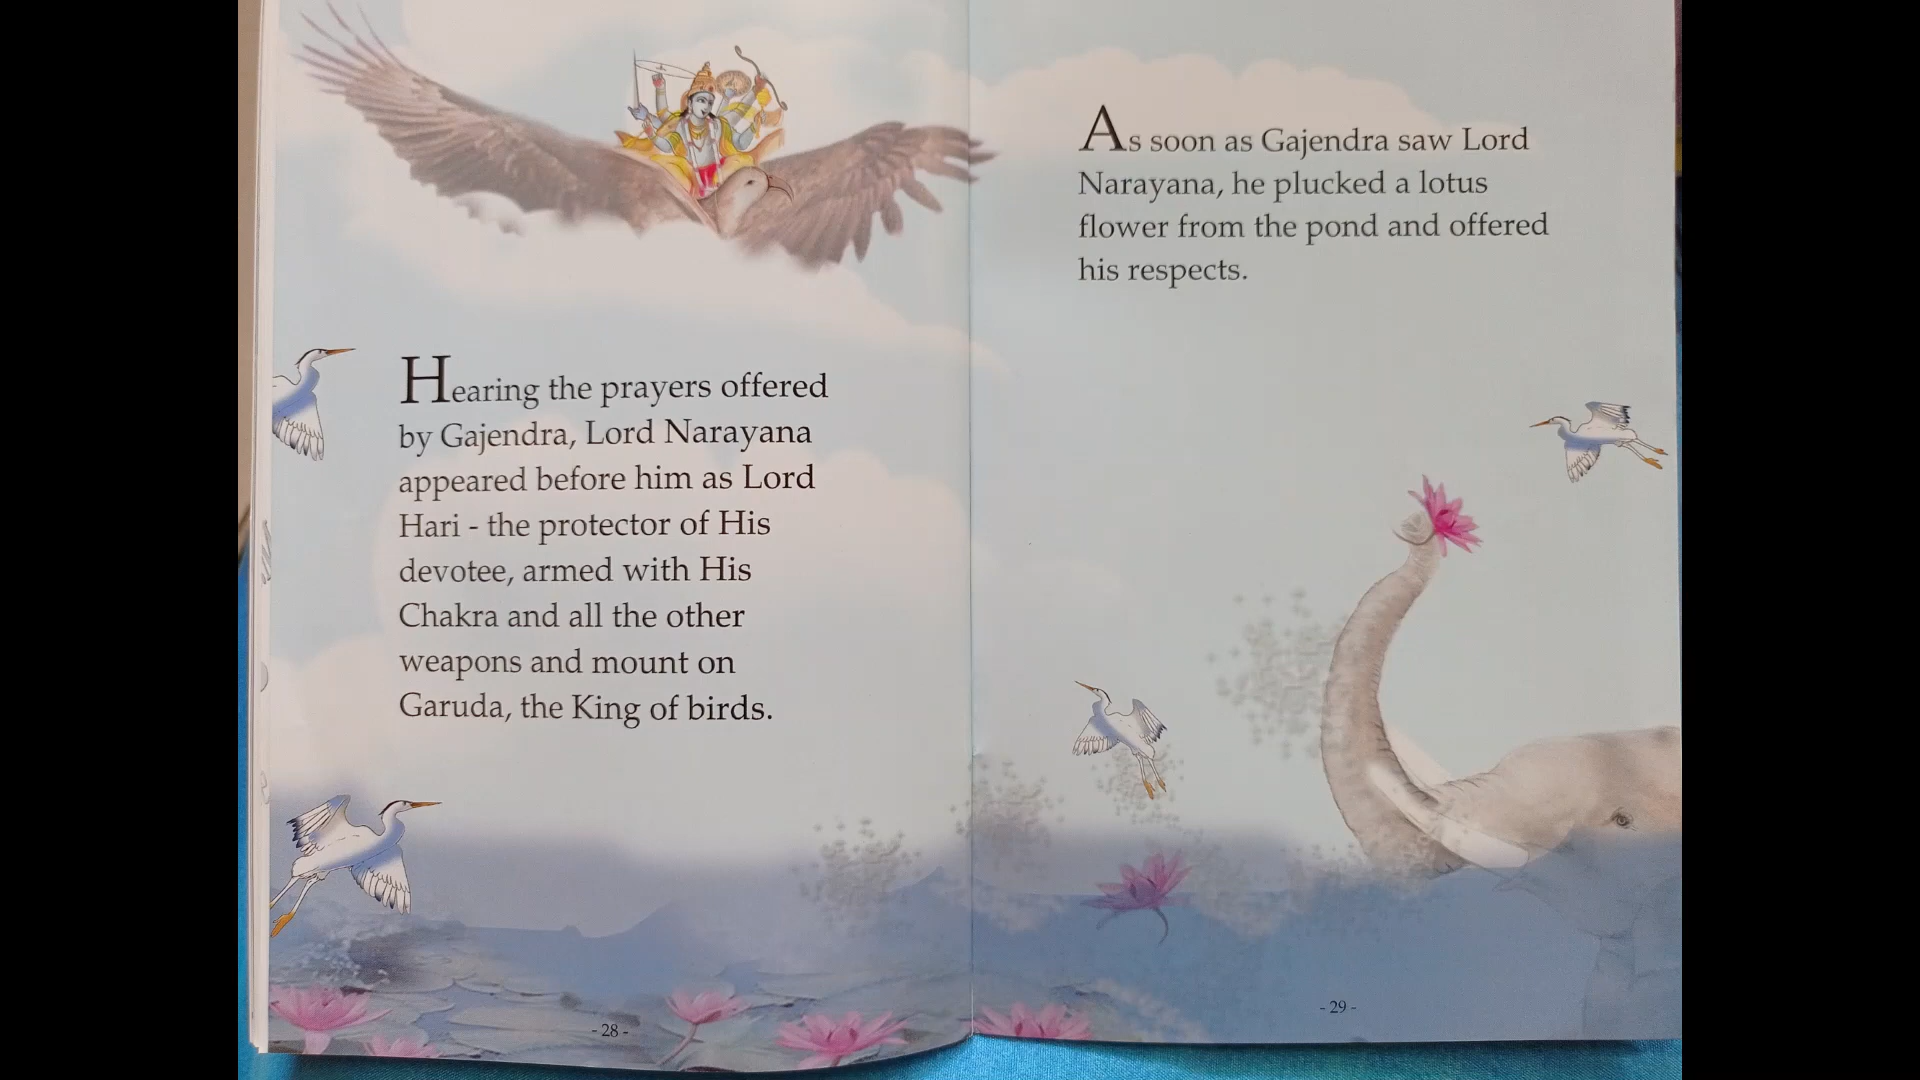 Hearing the prayers offered
by Gajendra, Lord Narayana
appeared before him as Lord
Hari - the protector of His
devotee, armed with His
Chakra and all the other
weapons and mount on
Garuda, the King of birds.
- 28 -
As soon as Gajendra saw Lord
Narayana, he plucked a lotus
flower from the pond and offered
his respects.
- 29 -